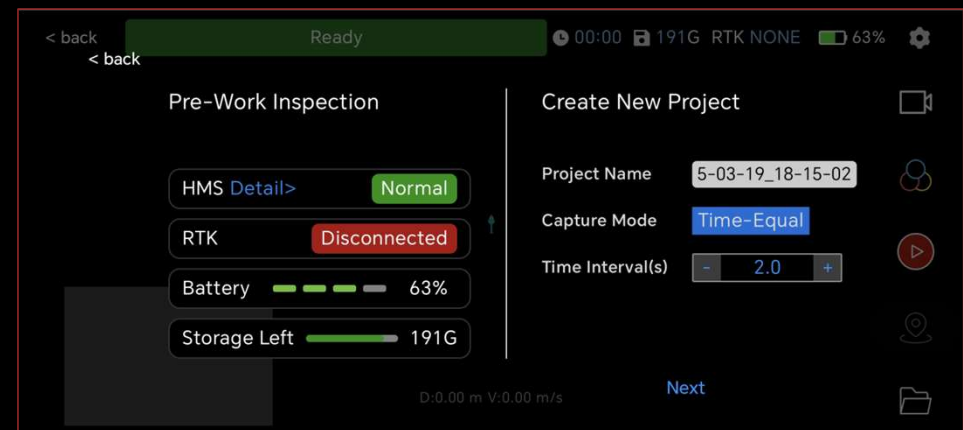 < back Ready 00:00 191G RTK NONE 63%
< back
Pre-Work Inspection
HMS Detail> Normal
RTK Disconnected
Battery 63%
Storage Left 191G
Create New Project
Project Name 5-03-19_18-15-02
Capture Mode Time-Equal
Time Interval(s) - 2.0 +
Next
D:0.00 m V:0.00 m/s